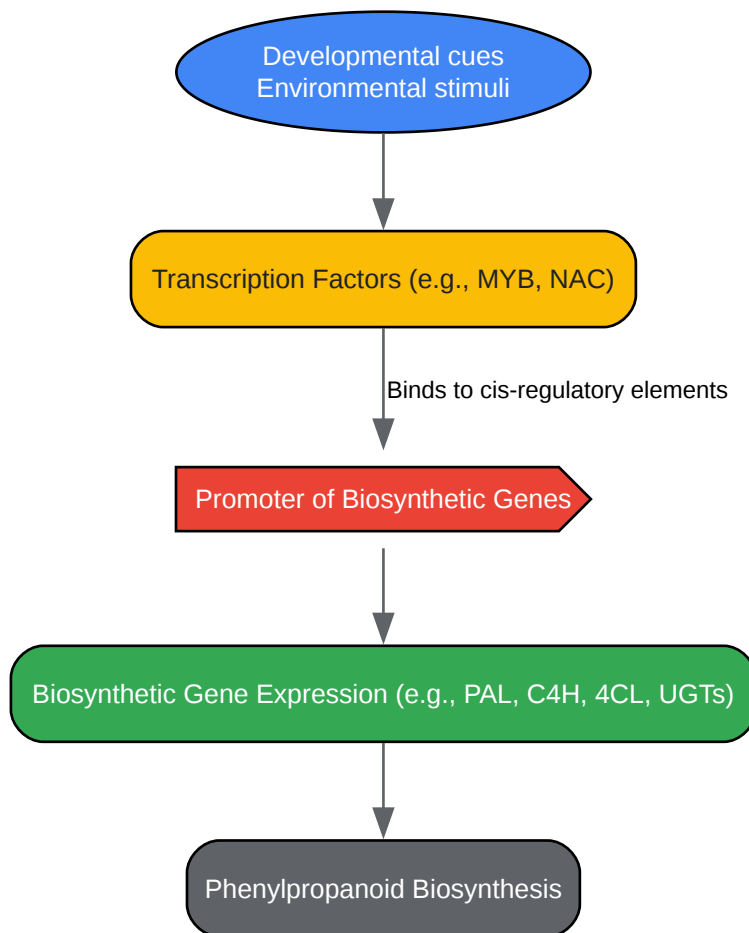 Developmental cues
Environmental stimuli
Transcription Factors (e.g., MYB, NAC)
Binds to cis-regulatory elements
Promoter of Biosynthetic Genes
Biosynthetic Gene Expression (e.g., PAL, C4H, 4CL, UGTs)
Phenylpropanoid Biosynthesis